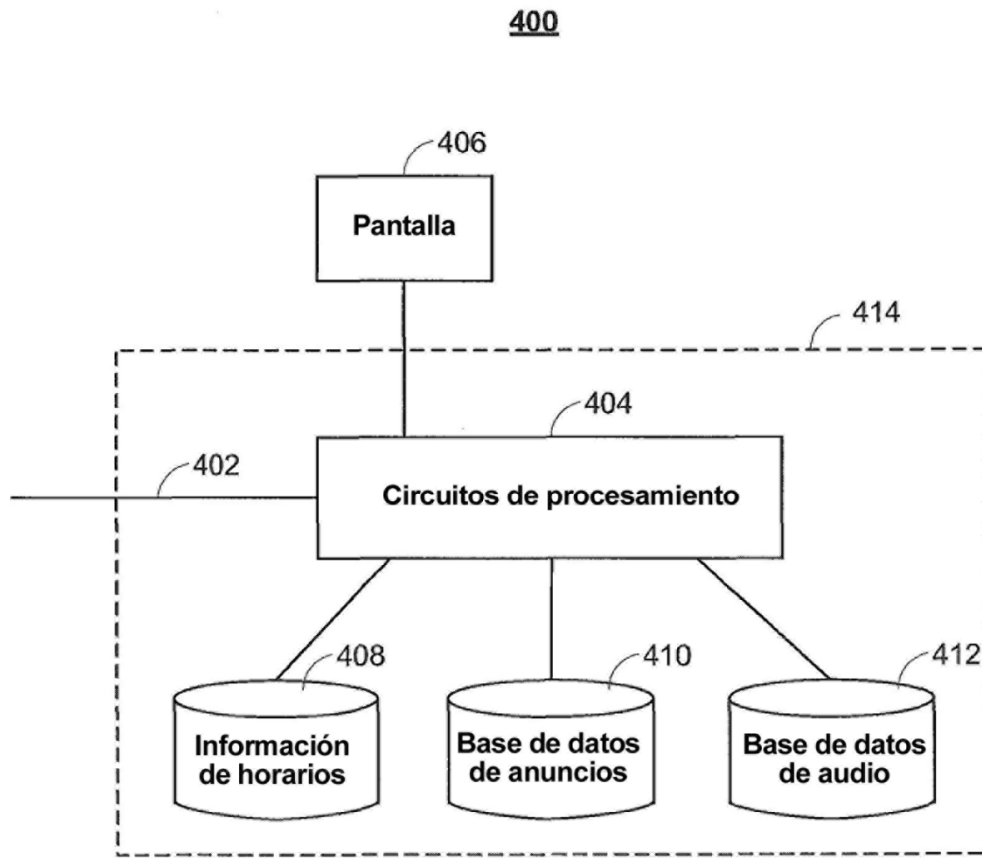 400
406
Pantalla
414
404
402
Circuitos de procesamiento
408
410
412
Información
de horarios
Base de datos
de anuncios
Base de datos
de audio